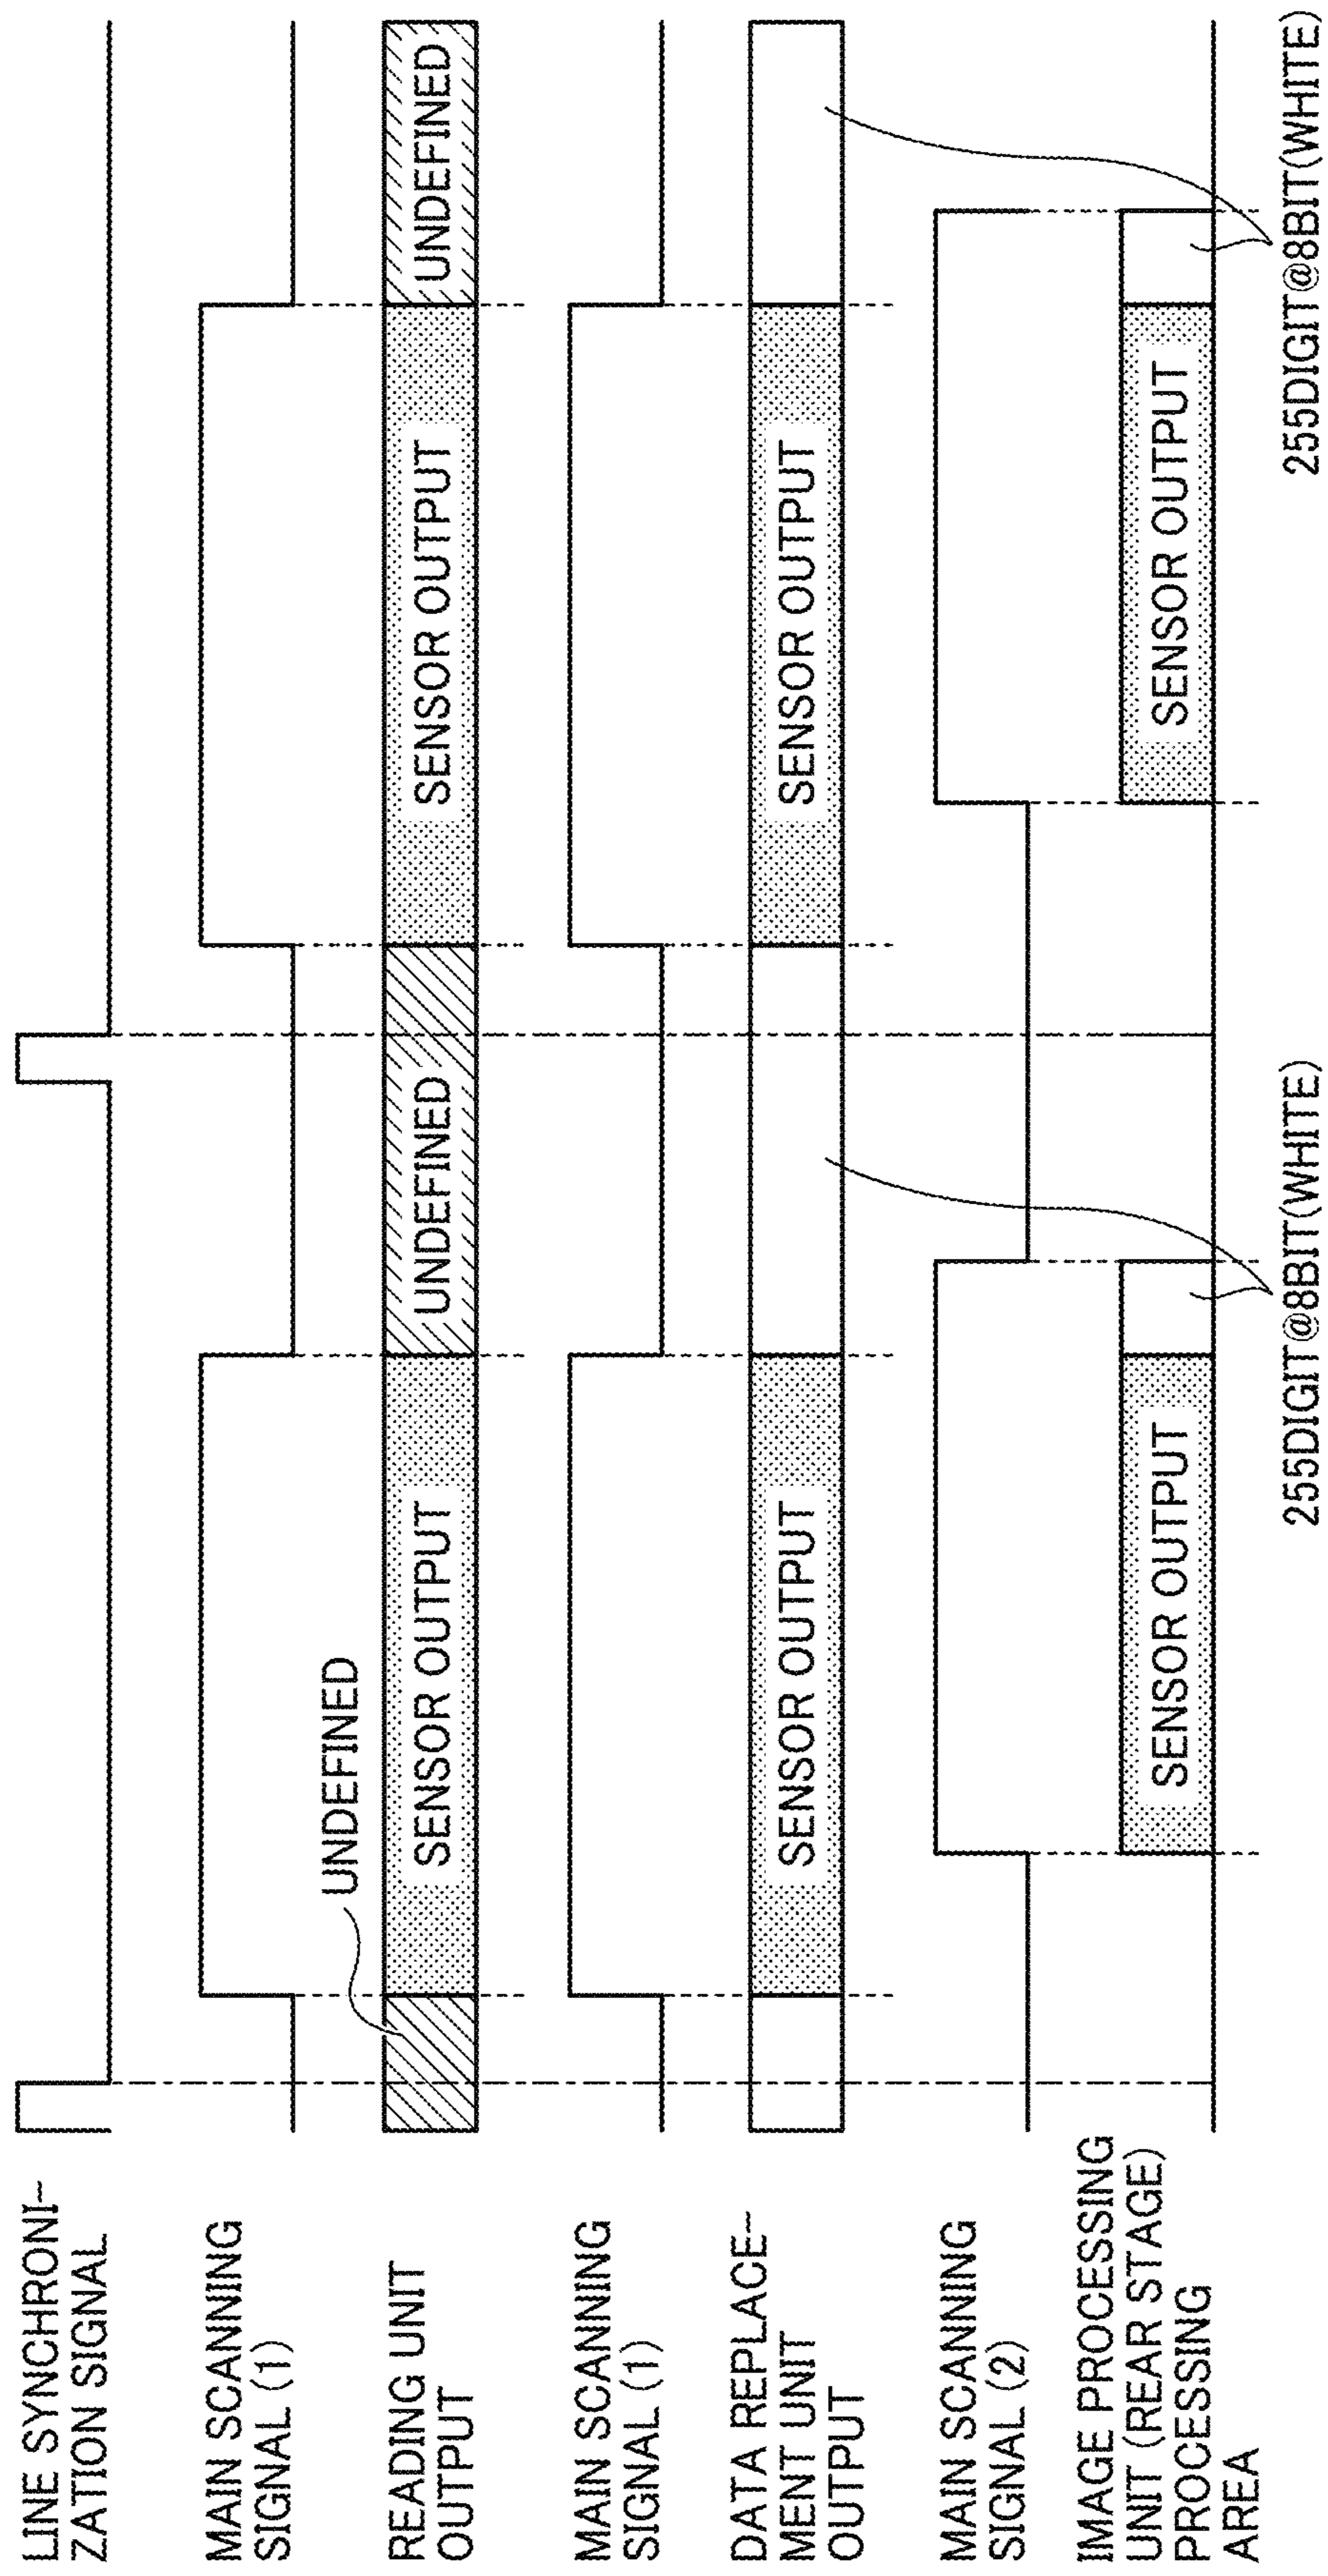 LINE SYNCHRONI-
ZATION SIGNAL
MAIN SCANNING
SIGNAL (1)
UNDEFINED
READING UNIT
OUTPUT
SENSOR OUTPUT
UNDEFINED
SENSOR OUTPUT
UNDEFINED
MAIN SCANNING
SIGNAL (1)
DATA REPLACE-
MENT UNIT
OUTPUT
SENSOR OUTPUT
SENSOR OUTPUT
MAIN SCANNING
SIGNAL (2)
IMAGE PROCESSING
UNIT (REAR STAGE)
PROCESSING
AREA
SENSOR OUTPUT
SENSOR OUTPUT
255DIGIT@8BIT(WHITE)
255DIGIT@8BIT(WHITE)